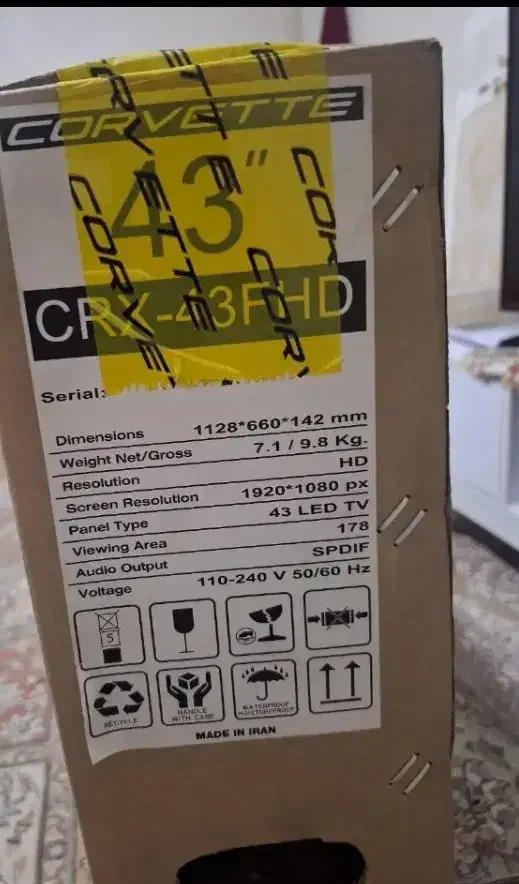 CORVETTE
43"
CRX-43FHD
CORVETTE
CORVETTE
Serial:
Dimensions 1128*660*142 mm
Weight Net/Gross 7.1 / 9.8 Kg.
Resolution HD
Screen Resolution 1920*1080 px
Panel Type 43 LED TV
Viewing Area 178
Audio Output SPDIF
Voltage 110-240 V 50/60 Hz
5
RECYCLE
HANDLE
WITH CARE
WATERPROOF
MOISTUREPROOF
MADE IN IRAN